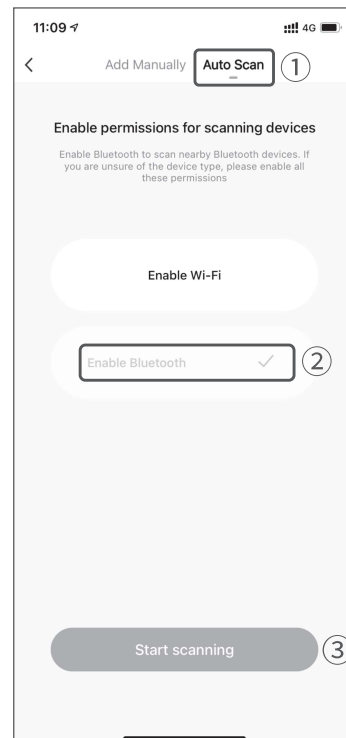 11:09 4G
Add Manually Auto Scan ①
Enable permissions for scanning devices
Enable Bluetooth to scan nearby Bluetooth devices. If
you are unsure of the device type, please enable all
these permissions
Enable Wi-Fi
Enable Bluetooth ②
Start scanning ③